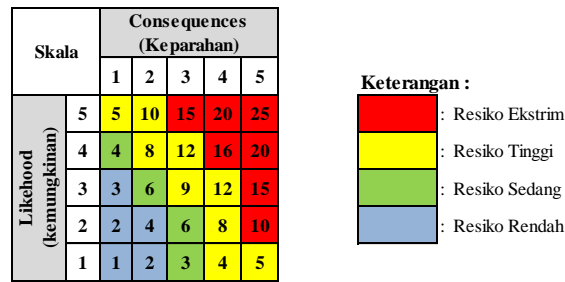 Skala
Consequences
(Keparahan)
1 2 3 4 5
Likehood
(kemungkinan)
5 5 10 15 20 25
4 4 8 12 16 20
3 3 6 9 12 15
2 2 4 6 8 10
1 1 2 3 4 5
Keterangan :
: Resiko Ekstrim
: Resiko Tinggi
: Resiko Sedang
: Resiko Rendah